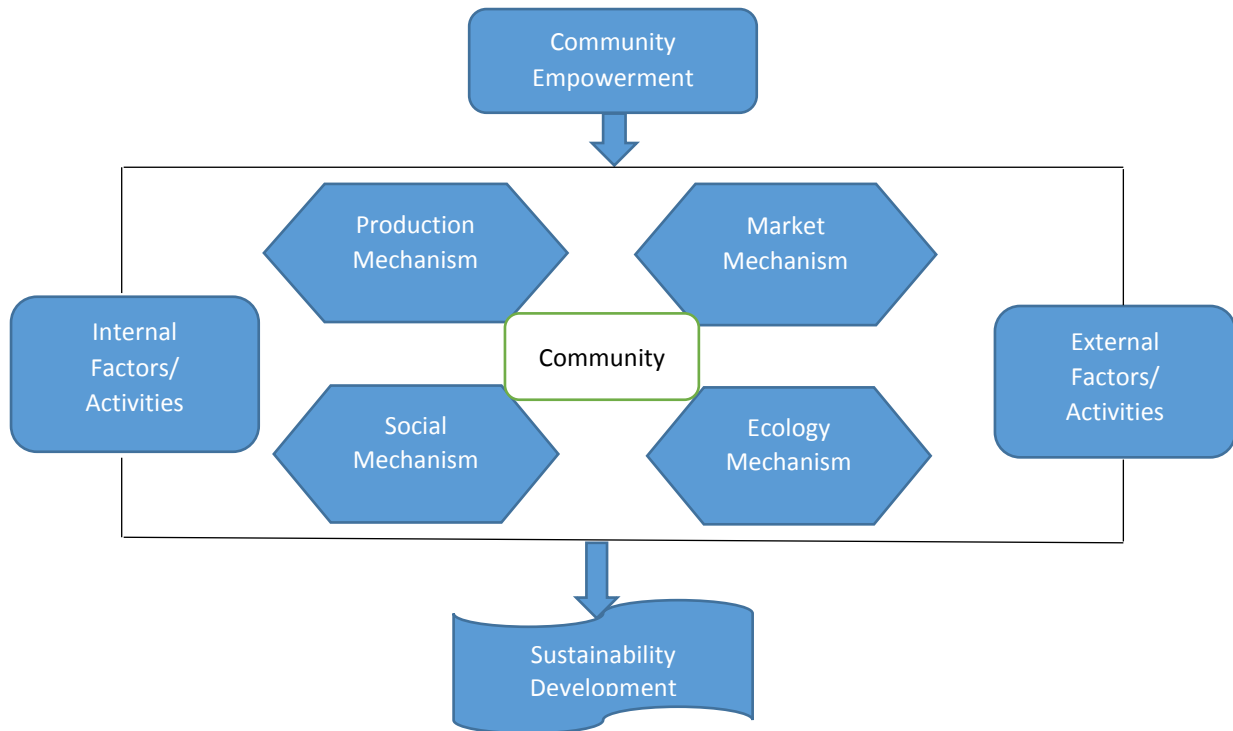 Community
Empowerment
Production
Mechanism
Market
Mechanism
Internal
Factors/
Activities
Community
External
Factors/
Activities
Social
Mechanism
Ecology
Mechanism
Sustainability
Development